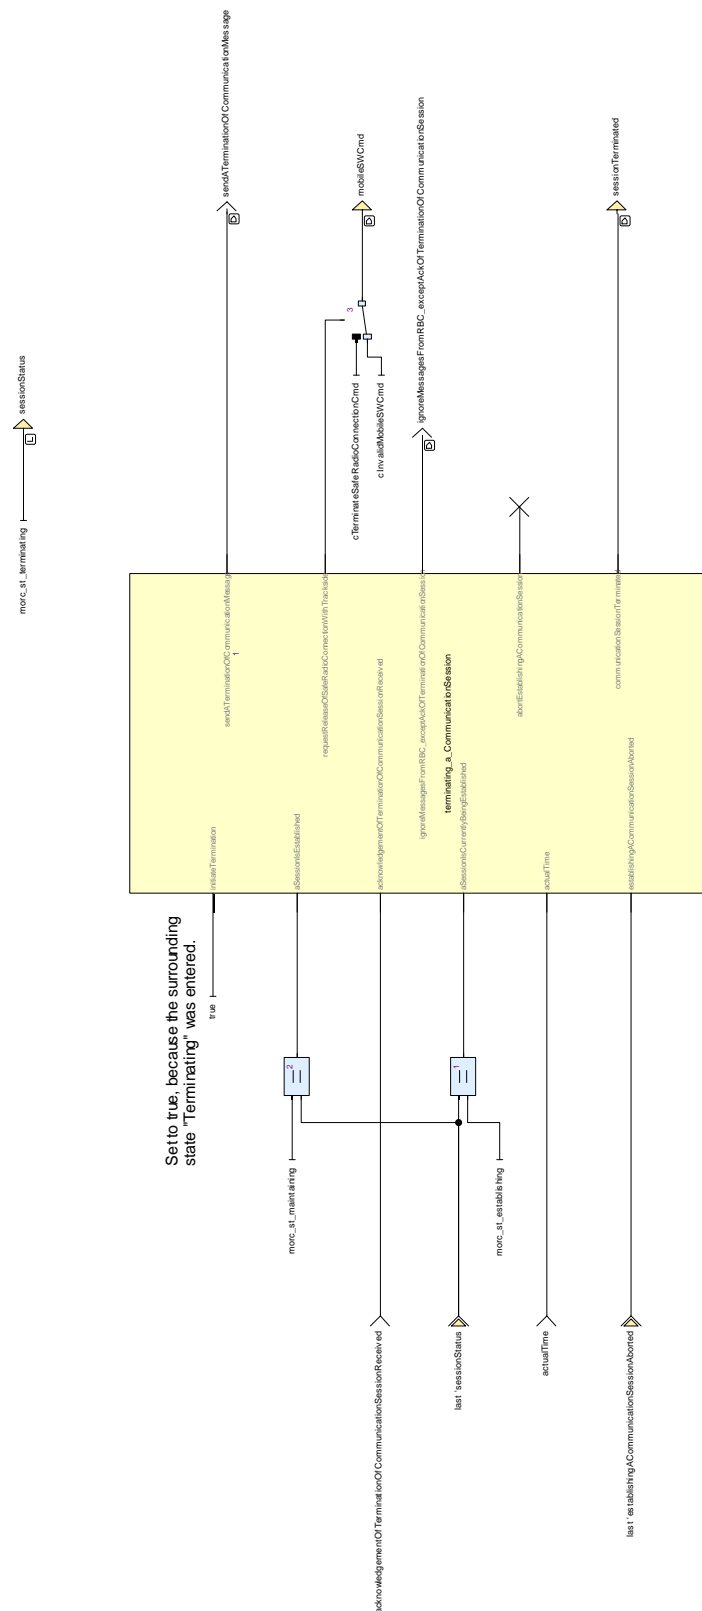 morc_st_terminating
sessionStatus
L
sendATerminationOfCommunicationMessage
D
mobileSWCmd
D
3
cTerminateSafeRadioConnectionCmd
cInvalidMobileSWCmd
ignoreMessagesFromRBC_exceptAckOfTerminationOfCommunicationSession
D
sessionTerminated
D
sendATerminationOfCommunicationMessag
requestReleaseOfSafeRadioConnectionWithTrackside
ignoreMessagesFromRBC_exceptAckOfTerminationOfCommunicationSession
abortEstablishingACommunicationSession
communicationSessionTerminated
1
terminating_a_CommunicationSession
initiateTermination
aSessionIsEstablished
acknowledgementOfTerminationOfCommunicationSessionReceived
aSessionIsCurrentlyBeingEstablished
actualTime
establishingACommunicationSessionAborted
Set to true, because the surrounding
state "Terminating" was entered.
true
2
=
1
=
morc_st_maintaining
morc_st_establishing
cknowledgementOfTerminationOfCommunicationSessionReceived
last 'sessionStatus
actualTime
last 'establishingACommunicationSessionAborted